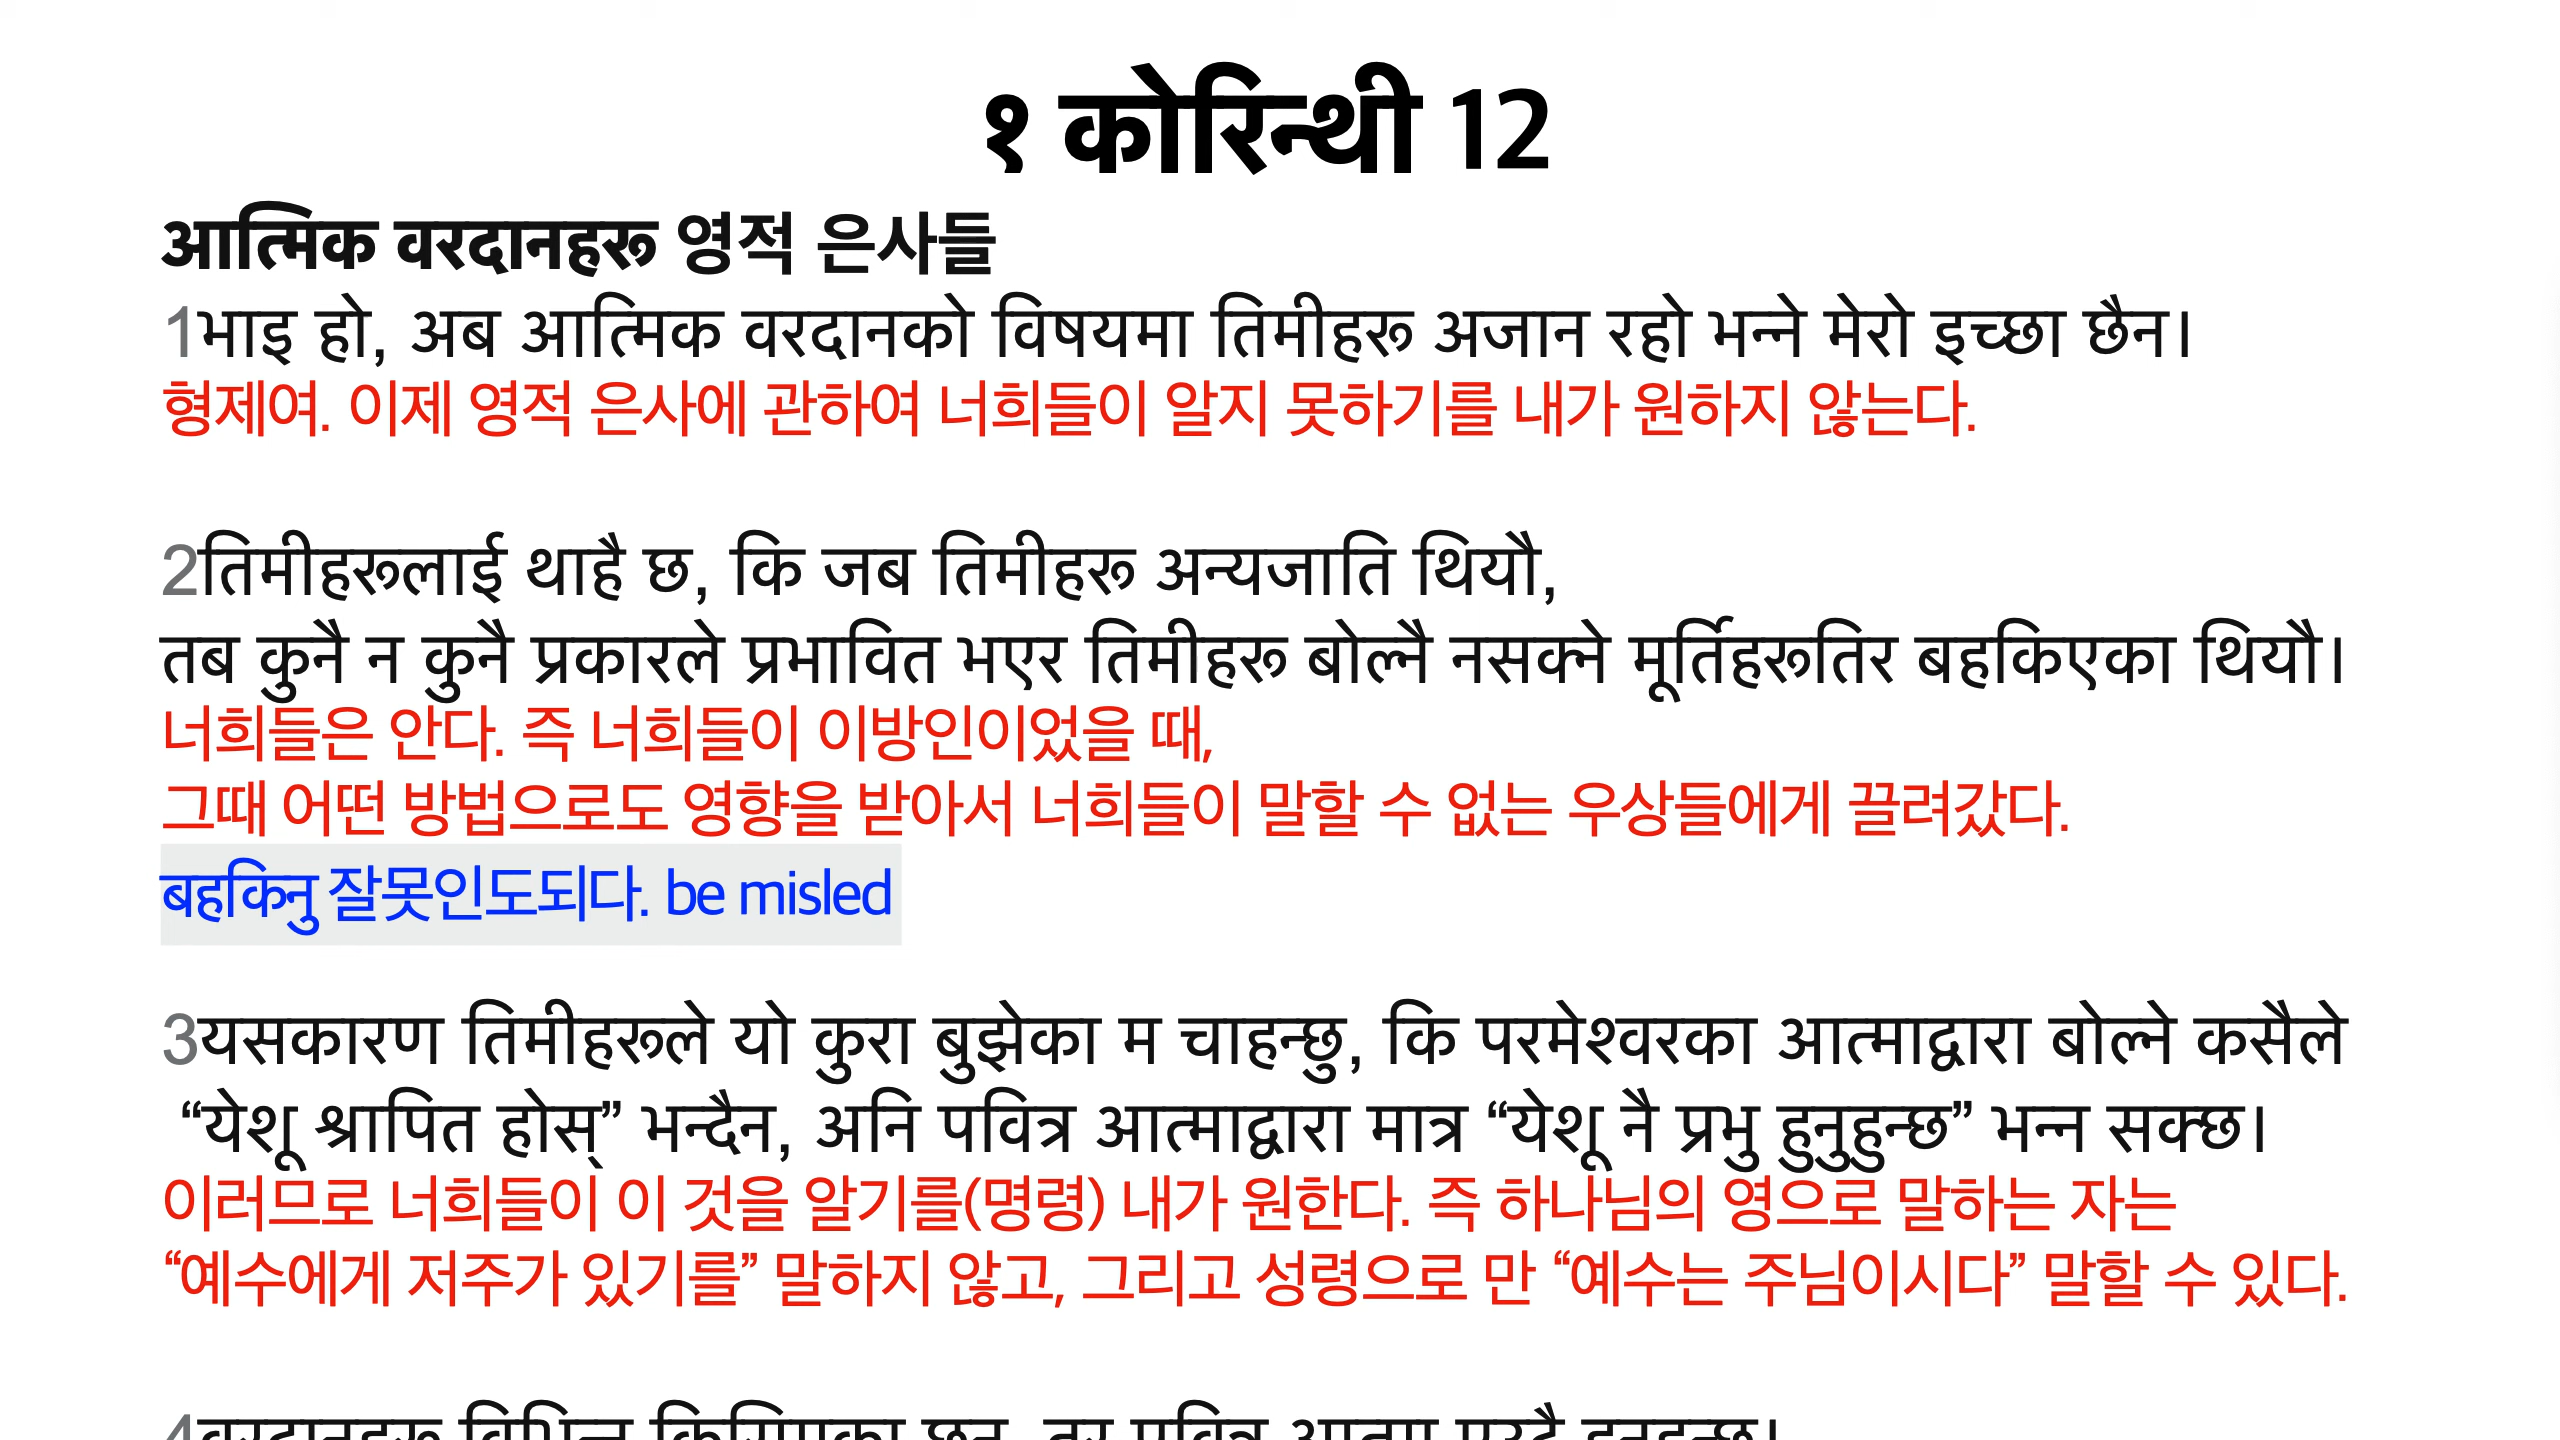 १ कोरिन्थी 12
आत्मिक वरदानहरू 영적 은사들
1भाइ हो, अब आत्मिक वरदानको विषयमा तिमीहरू अजान रहो भन्ने मेरो इच्छा छैन।
형제여. 이제 영적 은사에 관하여 너희들이 알지 못하기를 내가 원하지 않는다.
2तिमीहरूलाई थाहै छ, कि जब तिमीहरू अन्यजाति थियौ,
तब कुनै न कुनै प्रकारले प्रभावित भएर तिमीहरू बोल्नै नसक्ने मूर्तिहरूतिर बहकिएका थियौ।
너희들은 안다. 즉 너희들이 이방인이었을 때,
그때 어떤 방법으로도 영향을 받아서 너희들이 말할 수 없는 우상들에게 끌려갔다.
बहकिनु 잘못인도되다. be misled
3यसकारण तिमीहरूले यो कुरा बुझेका म चाहन्छु, कि परमेश्वरका आत्माद्वारा बोल्ने कसैले
“येशू श्रापित होस्” भन्दैन, अनि पवित्र आत्माद्वारा मात्र “येशू नै प्रभु हुनुहुन्छ” भन्न सक्छ।
이러므로 너희들이 이 것을 알기를(명령) 내가 원한다. 즉 하나님의 영으로 말하는 자는
“예수에게 저주가 있기를” 말하지 않고, 그리고 성령으로 만 “예수는 주님이시다” 말할 수 있다.
4वरदानहरू विभिन्न किसिमका छन्, तर पवित्र आत्मा एउटै हुनुहुन्छ।